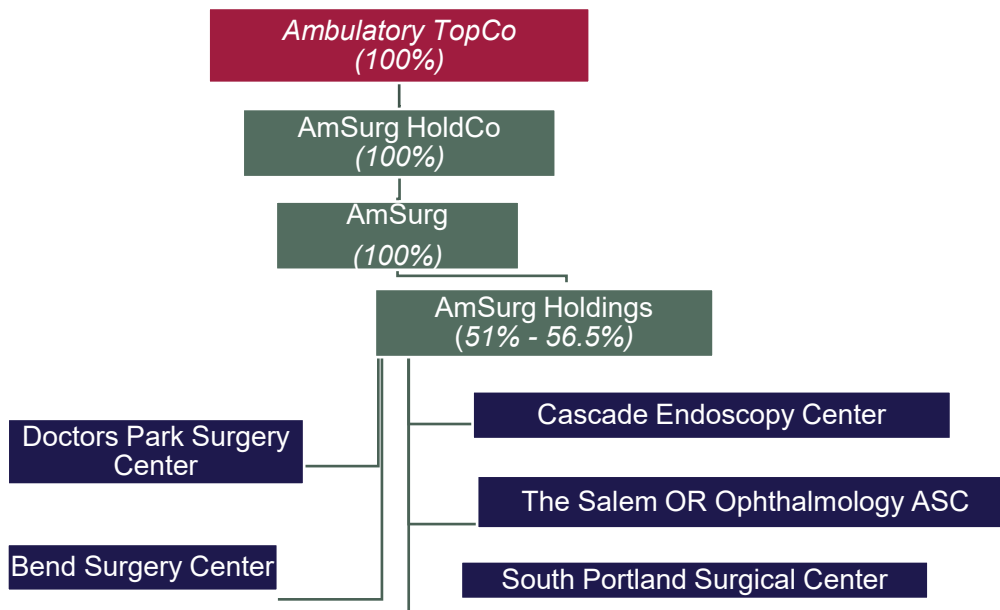 Ambulatory TopCo
(100%)
AmSurg HoldCo
(100%)
AmSurg
(100%)
AmSurg Holdings
(51% - 56.5%)
Cascade Endoscopy Center
Doctors Park Surgery
Center
The Salem OR Ophthalmology ASC
Bend Surgery Center
South Portland Surgical Center